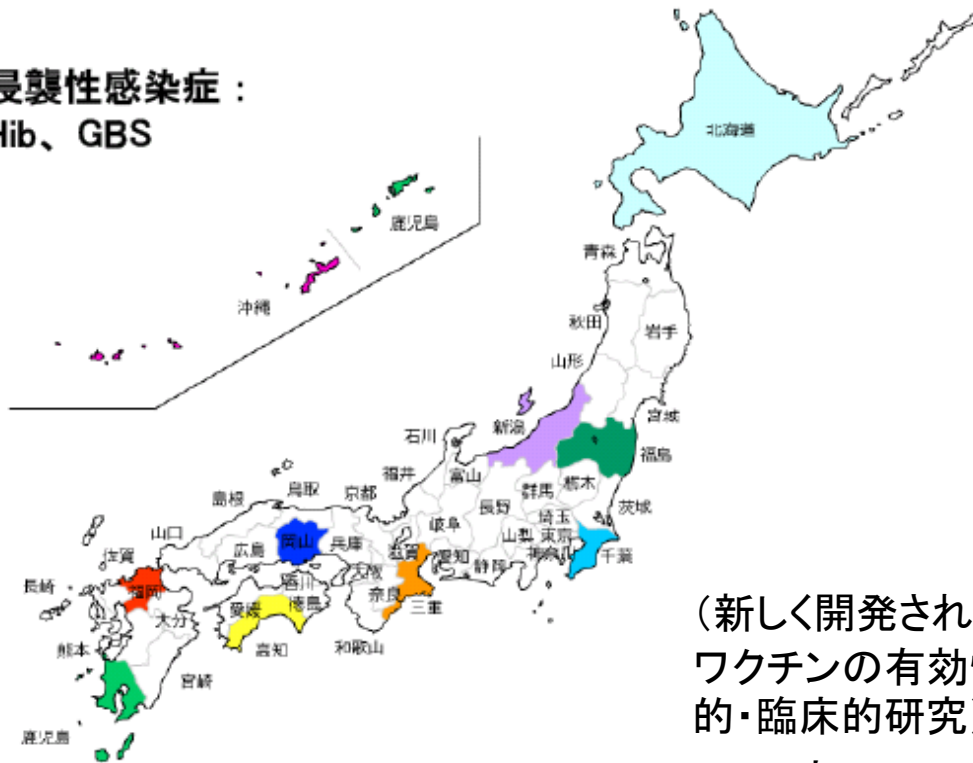 浸襲性感染症：
Hib、GBS
北海道
鹿児島
沖縄
青森
秋田
岩手
山形
宮城
新潟
石川
福島
福井
富山
群馬
栃木
島根
鳥取
京都
長野
茨城
岐阜
埼玉
山口
山梨
東京
広島
岡山
兵庫
滋賀
愛知
神奈川
千葉
佐賀
静岡
大阪
長崎
福岡
香川
奈良
愛媛
徳島
三重
大分
高知
和歌山
熊本
宮崎
鹿児島
（新しく開発され
ワクチンの有効
的・臨床的研究）